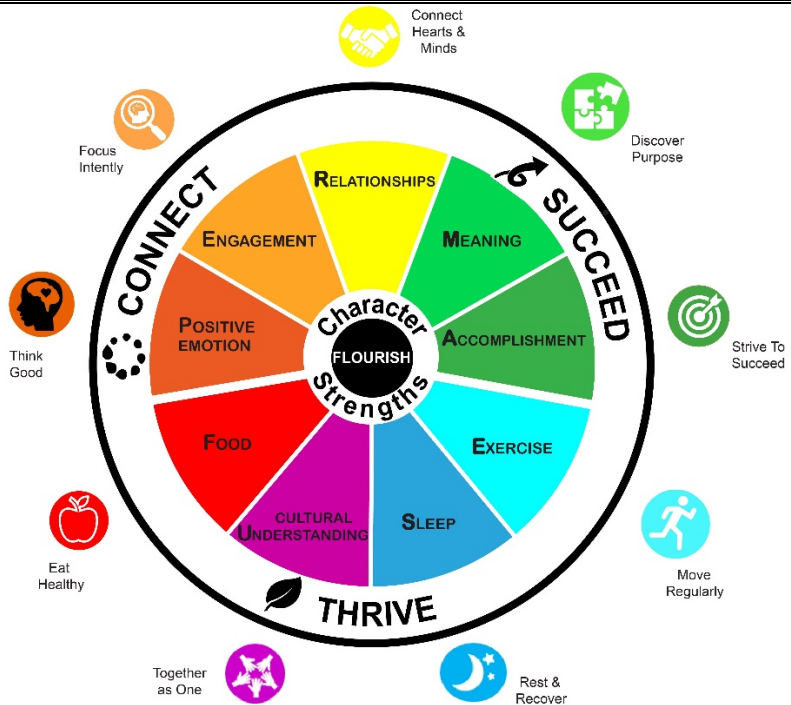 Connect
Hearts &
Minds
Discover
Purpose
Focus
Intently
CONNECT
SUCCEED
RELATIONSHIPS
ENGAGEMENT
MEANING
POSITIVE
EMOTION
Character
FLOURISH
Strengths
ACCOMPLISHMENT
Think
Good
Strive To
Succeed
FOOD
EXERCISE
CULTURAL
UNDERSTANDING
SLEEP
Eat
Healthy
Move
Regularly
THRIVE
Together
as One
Rest &
Recover